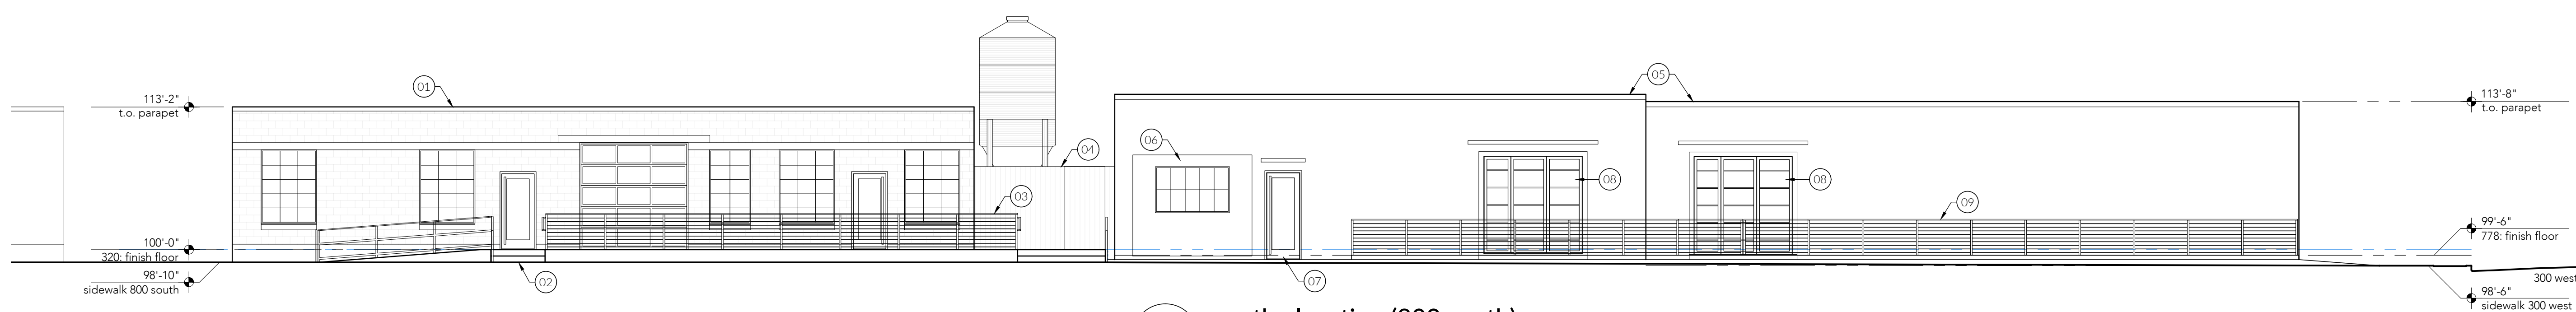 01
113'-2"
t.o. parapet
100'-0"
320: finish floor
98'-10"
sidewalk 800 south
02
03
04
05
06
07
08
08
09
113'-8"
t.o. parapet
99'-6"
778: finish floor
300 west
98'-6"
sidewalk 300 west